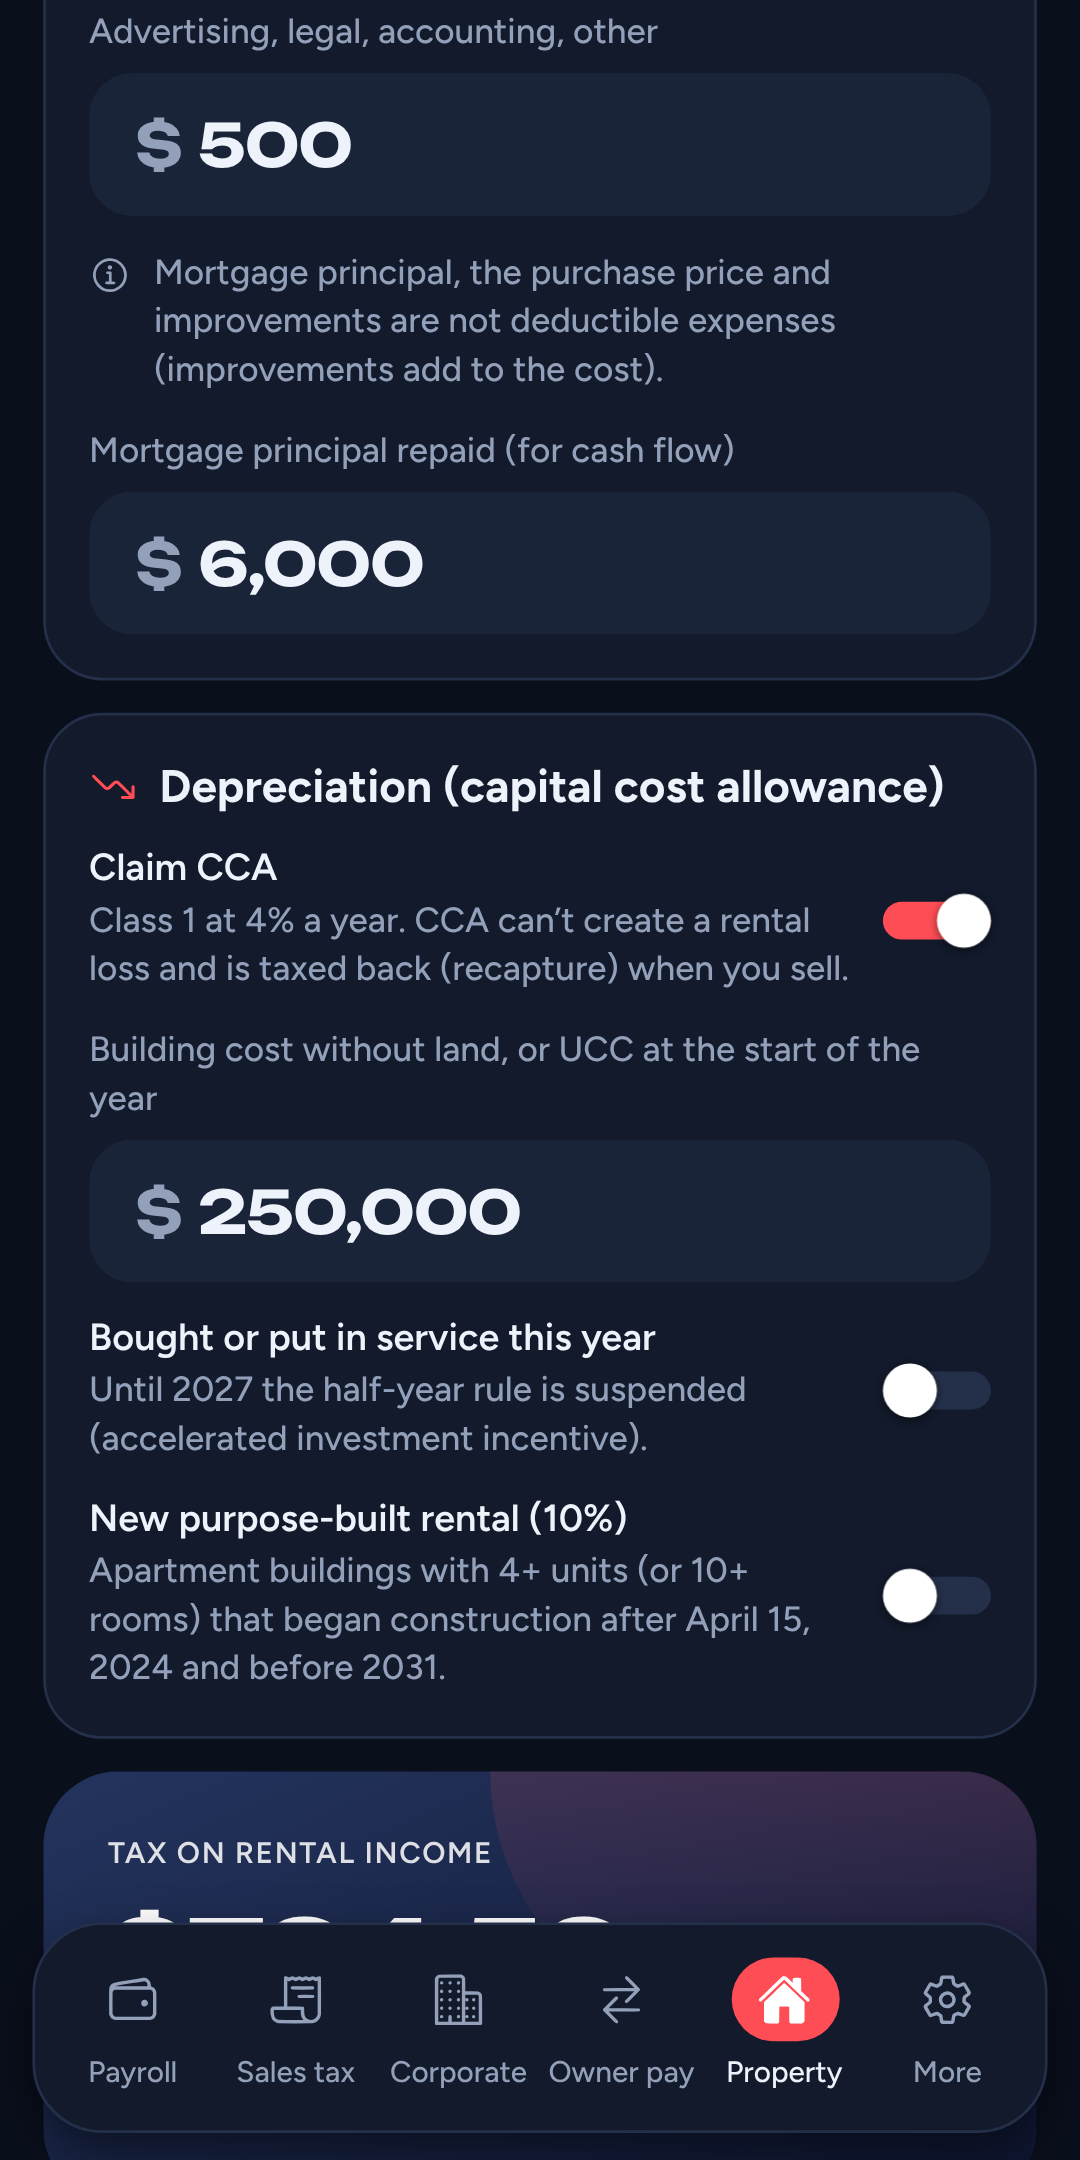 Advertising, legal, accounting, other
$ 500
Mortgage principal, the purchase price and
improvements are not deductible expenses
(improvements add to the cost).
Mortgage principal repaid (for cash flow)
$ 6,000
Depreciation (capital cost allowance)
Claim CCA
Class 1 at 4% a year. CCA can’t create a rental
loss and is taxed back (recapture) when you sell.
Building cost without land, or UCC at the start of the
year
$ 250,000
Bought or put in service this year
Until 2027 the half-year rule is suspended
(accelerated investment incentive).
New purpose-built rental (10%)
Apartment buildings with 4+ units (or 10+
rooms) that began construction after April 15,
2024 and before 2031.
TAX ON RENTAL INCOME
Payroll
Sales tax
Corporate
Owner pay
Property
More